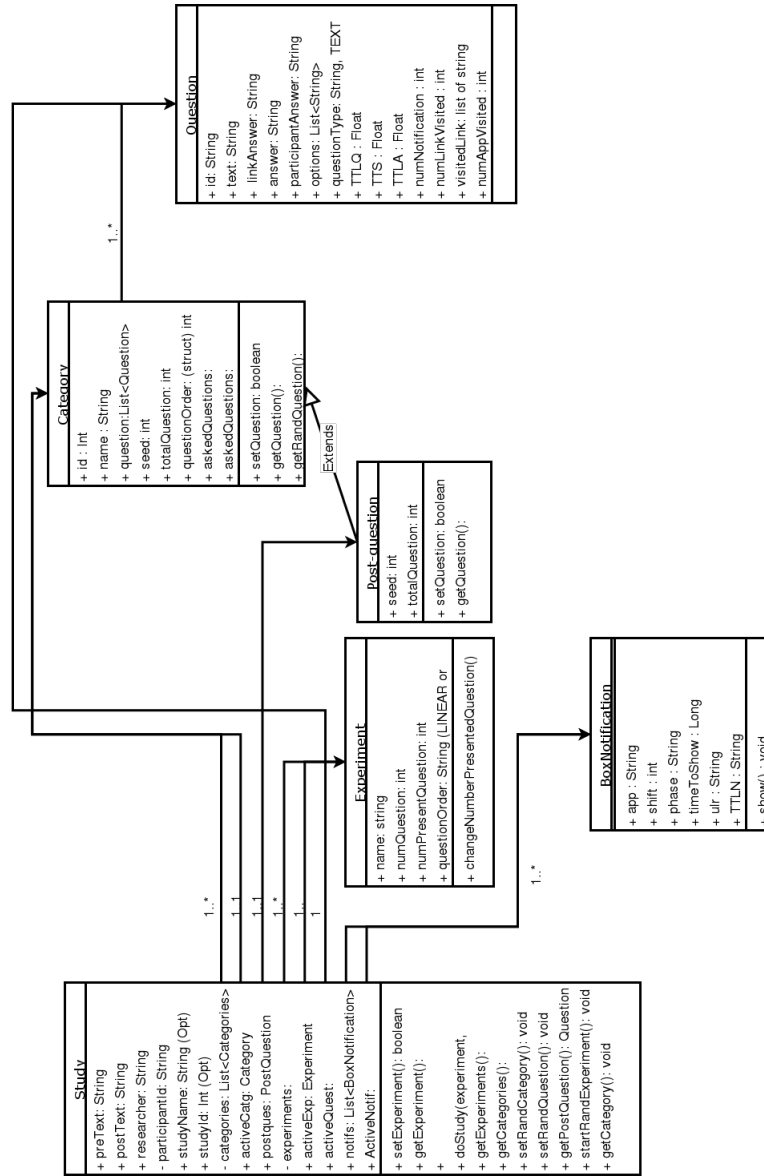 Study
+ preText: String
+ postText: String
+ researcher: String
- participantId: String
+ studyName: String (Opt)
+ studyId: Int (Opt)
- categories: List<Categories>
+ activeCatg: Category
+ postques: PostQuestion
- experiments:
+ activeExp: Experiment
+ activeQuest:
+ notifs: List<BoxNotification>
+ ActiveNotif:
+ setExperiment(): boolean
+ getExperiment():
+
+ doStudy(experiment,
+ getExperiments():
+ getCategories():
+ setRandCategory(): void
+ setRandQuestion(): void
+ getPostQuestion(): Question
+ startRandExperiment(): void
+ getCategory(): void
1..*
1..1
1..1
1..*
1..
1
1..*
Experiment
+ name: string
+ numQuestion: int
+ numPresentQuestion: int
+ questionOrder: String (LINEAR or
+ changeNumberPresentedQuestion()
BoxNotification
+ app : String
+ shift : int
+ phase : String
+ timeToShow : Long
+ ulr : String
+ TTLN : String
+ show() : void
Post-question
+ seed: int
+ totalQuestion: int
+ setQuestion: boolean
+ getQuestion():
Extends
Category
+ id : Int
+ name : String
+ question:List<Question>
+ seed: int
+ totalQuestion: int
+ questionOrder: (struct) int
+ askedQuestions:
+ askedQuestions:
+ setQuestion: boolean
+ getQuestion():
+ getRandQuestion():
1..*
Question
+ id: String
+ text: String
+ linkAnswer: String
+ answer: String
+ participantAnswer: String
+ options: List<String>
+ questionType: String, TEXT
+ TTLQ : Float
+ TTS : Float
+ TTLA : Float
+ numNotification : int
+ numLinkVisited : int
+ visitedLink: list of string
+ numAppVisited : int